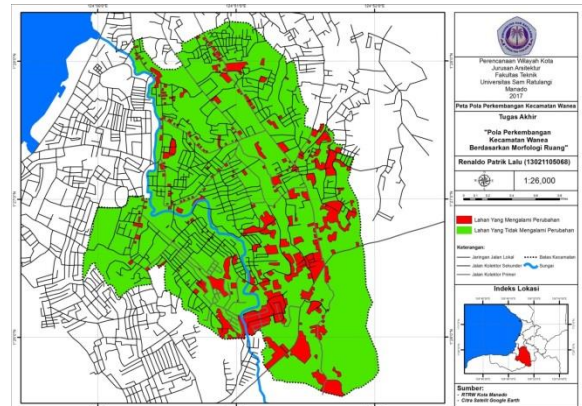 Perencanaan Wilayah Kota
Jurusan Arsitektur
Fakultas Teknik
Universitas Sam Ratulangi
Manado
2017
Peta Pola Perkembangan Kecamatan Wanea
Tugas Akhir
"Pola Perkembangan
Kecamatan Wanea
Berdasarkan Morfologi Ruang"
Renaldo Patrik Lalu (13021105068)
1:26,000
Lahan Yang Mengalami Perubahan
Lahan Yang Tidak Mengalami Perubahan
Keterangan:
Jaringan Jalan Lokal
Batas Kecamatan
Jalan Kolektor Sekunder
Sungai
Jalan Kolektor Primer
Indeks Lokasi
Sumber:
- RTRW Kota Manado
- Citra Satelit Google Earth